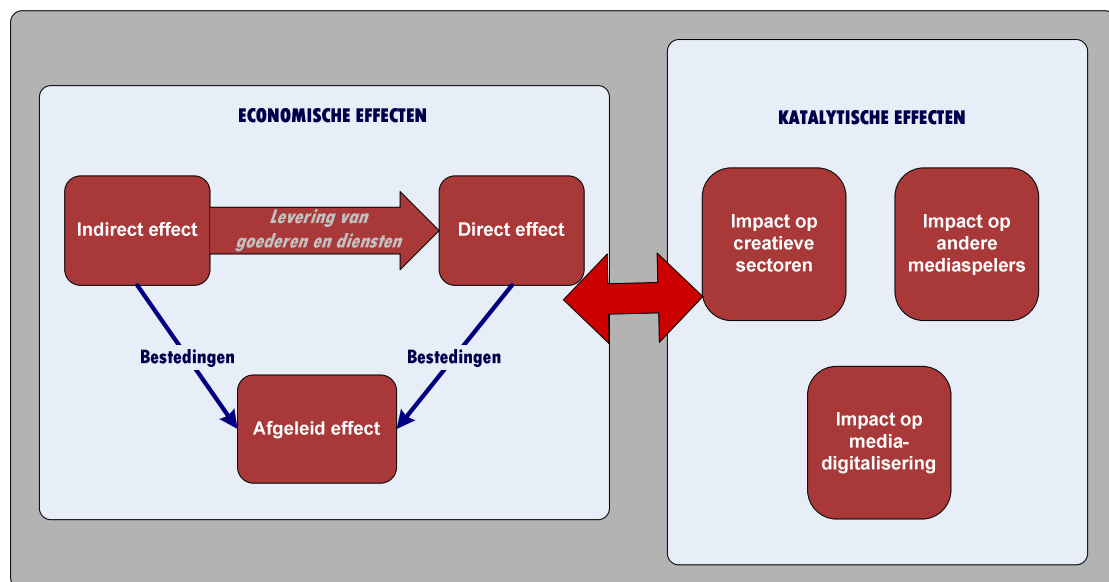 ECONOMISCHE EFFECTEN
Indirect effect
Levering van
goederen en diensten
Direct effect
Bestedingen
Bestedingen
Afgeleid effect
KATALYTISCHE EFFECTEN
Impact op
creatieve
sectoren
Impact op
andere
mediaspelers
Impact op
media-
digitalisering